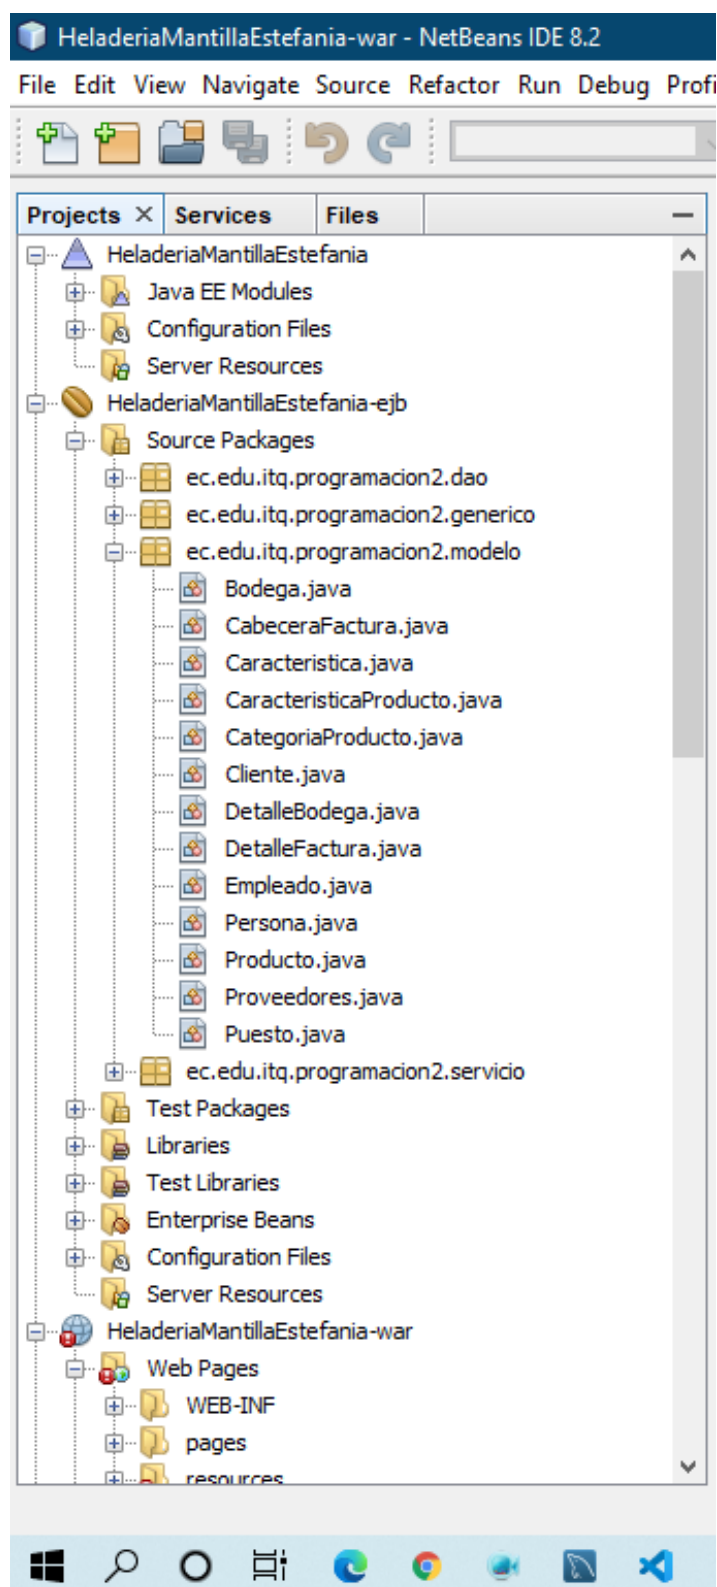 HeladeriaMantillaEstefania-war - NetBeans IDE 8.2
File Edit View Navigate Source Refactor Run Debug Profi
Projects Services Files
HeladeriaMantillaEstefania
Java EE Modules
Configuration Files
Server Resources
HeladeriaMantillaEstefania-ejb
Source Packages
ec.edu.itq.programacion2.dao
ec.edu.itq.programacion2.generico
ec.edu.itq.programacion2.modelo
Bodega.java
CabeceraFactura.java
Caracteristica.java
CaracteristicaProducto.java
CategoriaProducto.java
Cliente.java
DetalleBodega.java
DetalleFactura.java
Empleado.java
Persona.java
Producto.java
Proveedores.java
Puesto.java
ec.edu.itq.programacion2.servicio
Test Packages
Libraries
Test Libraries
Enterprise Beans
Configuration Files
Server Resources
HeladeriaMantillaEstefania-war
Web Pages
WEB-INF
pages
resources